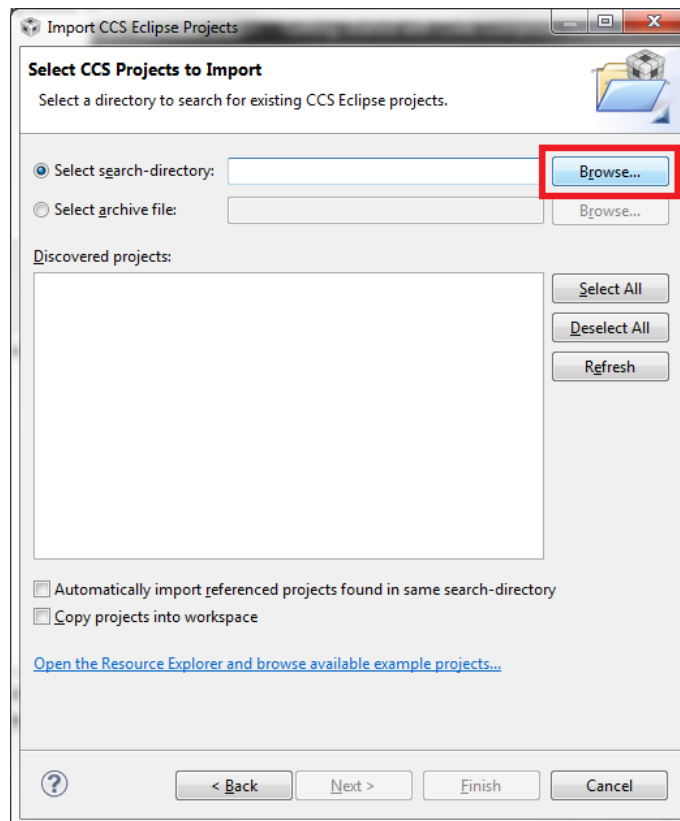 Import CCS Eclipse Projects
Select CCS Projects to Import
Select a directory to search for existing CCS Eclipse projects.
Select search-directory:
Browse...
Select archive file:
Browse...
Discovered projects:
Select All
Deselect All
Refresh
Automatically import referenced projects found in same search-directory
Copy projects into workspace
Open the Resource Explorer and browse available example projects...
? < Back Next > Finish Cancel